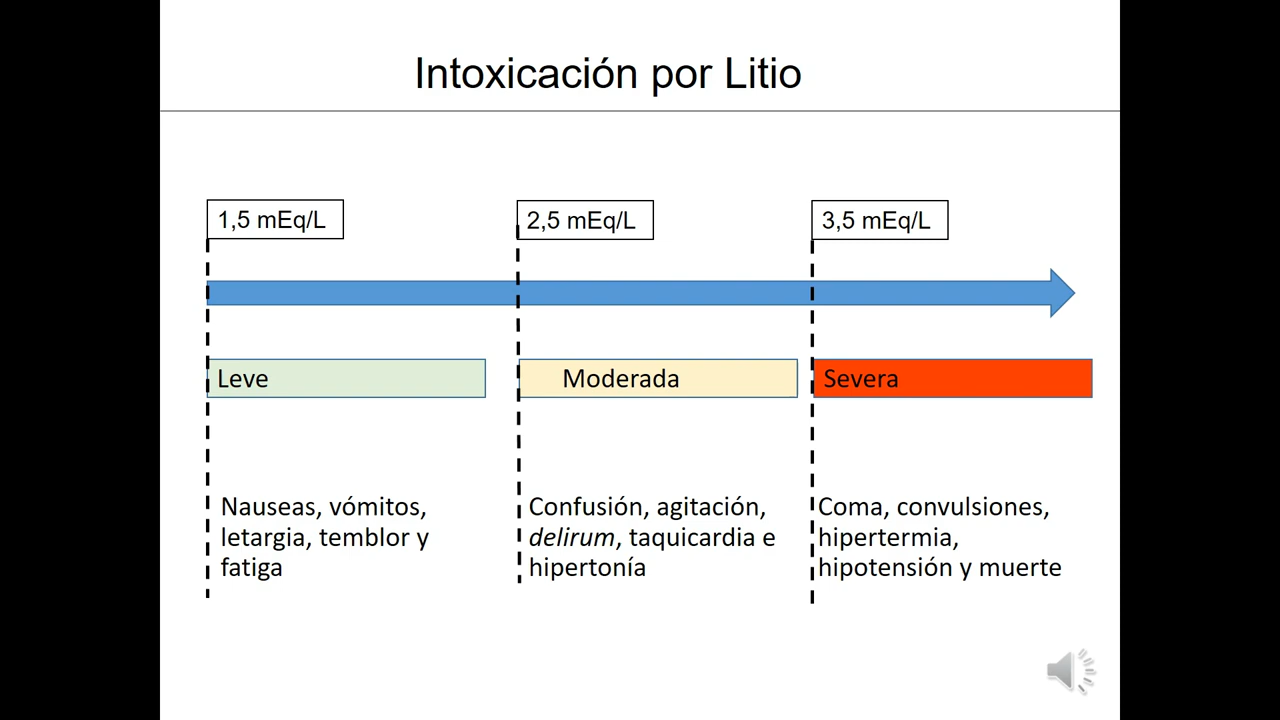 Intoxicación por Litio
1,5 mEq/L
2,5 mEq/L
3,5 mEq/L
Leve
Moderada
Severa
Nauseas, vómitos,
letargia, temblor y
fatiga
Confusión, agitación,
delirum, taquicardia e
hipertonía
Coma, convulsiones,
hipertermia,
hipotensión y muerte